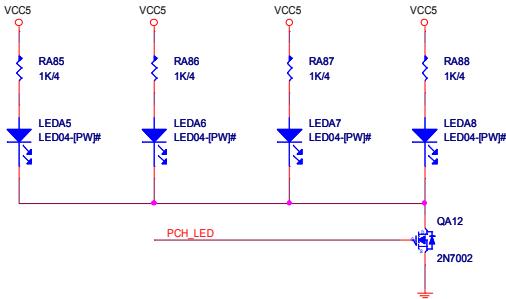 VCC5 VCC5 VCC5 VCC5
RA85 RA86 RA87 RA88
1K/4 1K/4 1K/4 1K/4
LEDA5 LEDA6 LEDA7 LEDA8
LED04-[PW]# LED04-[PW]# LED04-[PW]# LED04-[PW]#
QA12
PCH_LED
2N7002